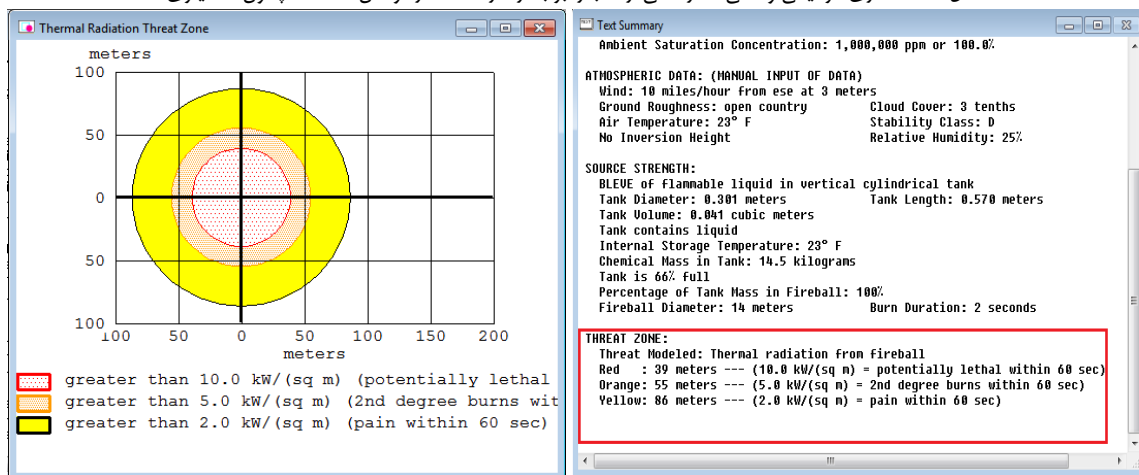 Thermal Radiation Threat Zone
meters
100
50
0
50
100
100 50 0 50 100 150 200
meters
greater than 10.0 kW/(sq m) (potentially lethal
greater than 5.0 kW/(sq m) (2nd degree burns wit
greater than 2.0 kW/(sq m) (pain within 60 sec)
Text Summary
Ambient Saturation Concentration: 1,000,000 ppm or 100.0%
ATMOSPHERIC DATA: (MANUAL INPUT OF DATA)
Wind: 10 miles/hour from ese at 3 meters
Ground Roughness: open country Cloud Cover: 3 tenths
Air Temperature: 23° F Stability Class: D
No Inversion Height Relative Humidity: 25%
SOURCE STRENGTH:
BLEVE of flammable liquid in vertical cylindrical tank
Tank Diameter: 0.301 meters Tank Length: 0.570 meters
Tank Volume: 0.041 cubic meters
Tank contains liquid
Internal Storage Temperature: 23° F
Chemical Mass in Tank: 14.5 kilograms
Tank is 66% full
Percentage of Tank Mass in Fireball: 100%
Fireball Diameter: 14 meters Burn Duration: 2 seconds
THREAT ZONE:
Threat Modeled: Thermal radiation from fireball
Red : 39 meters --- (10.0 kW/(sq m) = potentially lethal within 60 sec)
Orange: 55 meters --- (5.0 kW/(sq m) = 2nd degree burns within 60 sec)
Yellow: 86 meters --- (2.0 kW/(sq m) = pain within 60 sec)